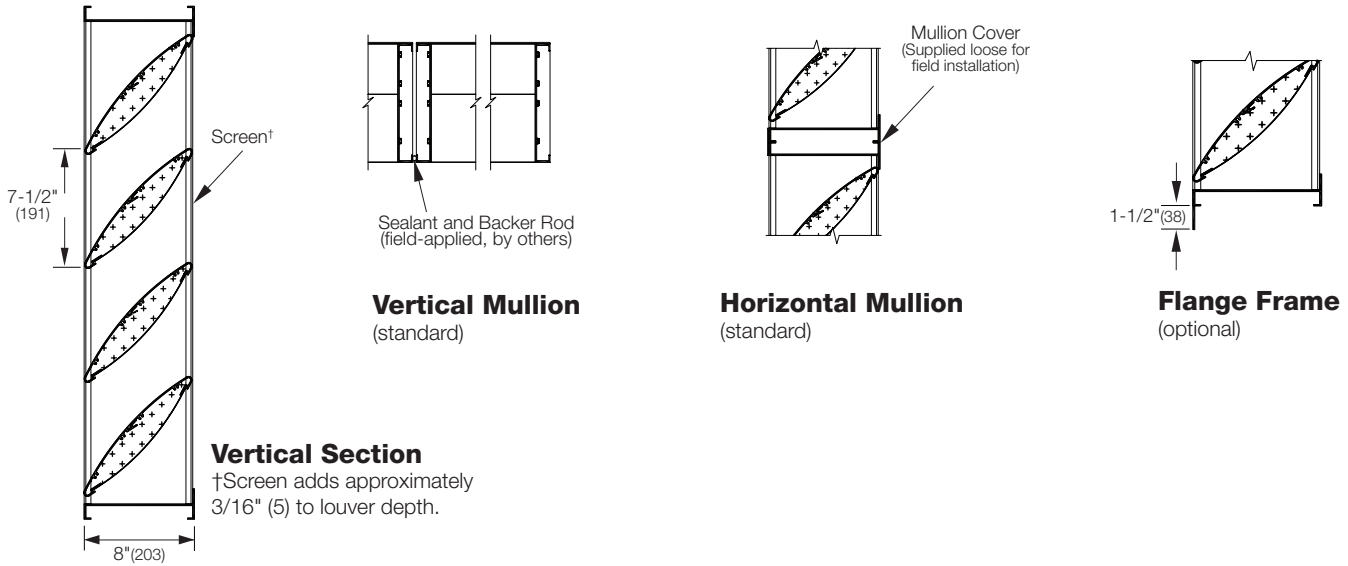 7-1/2"
(191)
Screen†
Vertical Section
†Screen adds approximately
3/16" (5) to louver depth.
8"(203)
Sealant and Backer Rod
(field-applied, by others)
Vertical Mullion
(standard)
Mullion Cover
(Supplied loose for
field installation)
Horizontal Mullion
(standard)
1-1/2"(38)
Flange Frame
(optional)